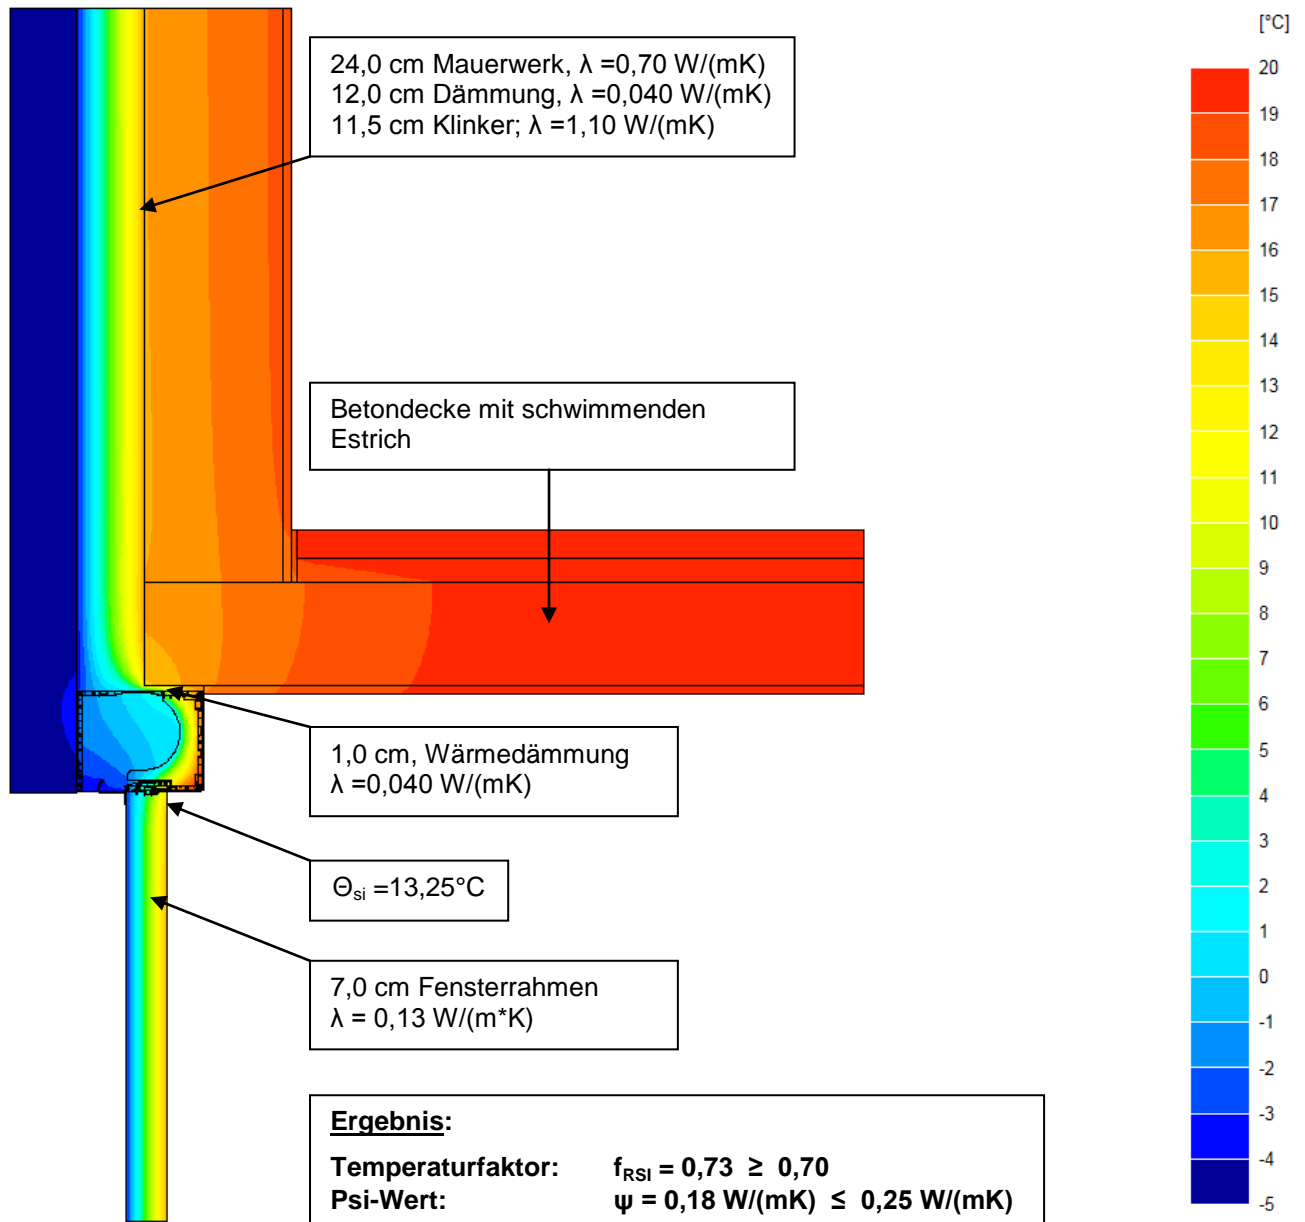 [°C]
24,0 cm Mauerwerk, λ =0,70 W/(mK)
12,0 cm Dämmung, λ =0,040 W/(mK)
11,5 cm Klinker; λ =1,10 W/(mK)
Betondecke mit schwimmenden
Estrich
1,0 cm, Wärmedämmung
λ =0,040 W/(mK)
Θsi =13,25°C
7,0 cm Fensterrahmen
λ = 0,13 W/(m*K)
Ergebnis:
Temperaturfaktor: fRSI = 0,73 ≥ 0,70
Psi-Wert: ψ = 0,18 W/(mK) ≤ 0,25 W/(mK)
20
19
18
17
16
15
14
13
12
11
10
9
8
7
6
5
4
3
2
1
0
-1
-2
-3
-4
-5